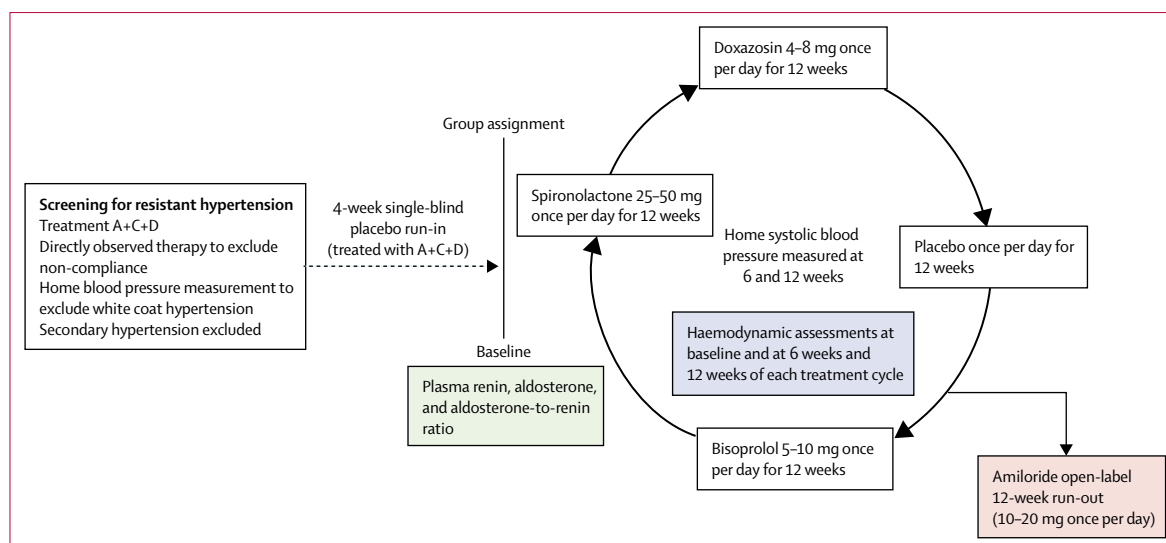 Screening for resistant hypertension
Treatment A+C+D
Directly observed therapy to exclude
non-compliance
Home blood pressure measurement to
exclude white coat hypertension
Secondary hypertension excluded
4-week single-blind
placebo run-in
(treated with A+C+D)
Group assignment
Baseline
Plasma renin, aldosterone,
and aldosterone-to-renin
ratio
Spironolactone 25–50 mg
once per day for 12 weeks
Doxazosin 4–8 mg once
per day for 12 weeks
Placebo once per day for
12 weeks
Home systolic blood
pressure measured at
6 and 12 weeks
Haemodynamic assessments at
baseline and at 6 weeks and
12 weeks of each treatment cycle
Bisoprolol 5–10 mg once
per day for 12 weeks
Amiloride open-label
12-week run-out
(10–20 mg once per day)